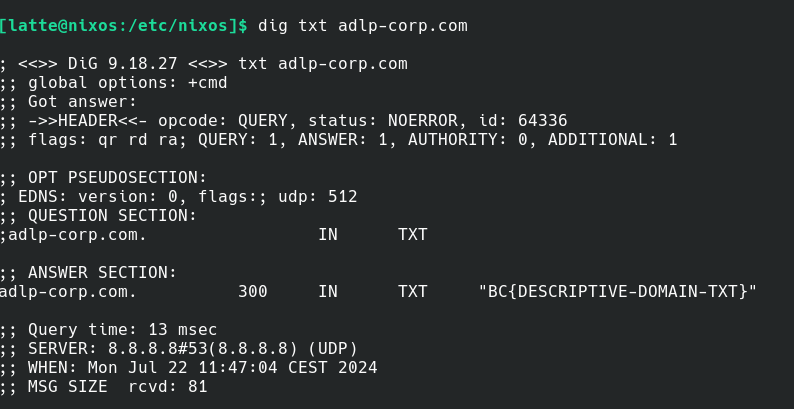 [latte@nixos:/etc/nixos]$ dig txt adlp-corp.com
; <<>> DiG 9.18.27 <<>> txt adlp-corp.com
;; global options: +cmd
;; Got answer:
;; ->>HEADER<<- opcode: QUERY, status: NOERROR, id: 64336
;; flags: qr rd ra; QUERY: 1, ANSWER: 1, AUTHORITY: 0, ADDITIONAL: 1
;; OPT PSEUDOSECTION:
; EDNS: version: 0, flags:; udp: 512
;; QUESTION SECTION:
;adlp-corp.com. IN TXT
;; ANSWER SECTION:
adlp-corp.com. 300 IN TXT "BC{DESCRIPTIVE-DOMAIN-TXT}"
;; Query time: 13 msec
;; SERVER: 8.8.8.8#53(8.8.8.8) (UDP)
;; WHEN: Mon Jul 22 11:47:04 CEST 2024
;; MSG SIZE rcvd: 81